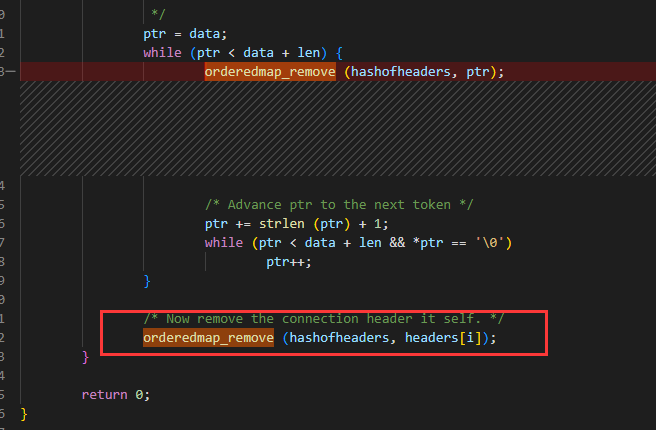 0 */
1 ptr = data;
2 while (ptr < data + len) {
3— orderedmap_remove (hashofheaders, ptr);
4
5 /* Advance ptr to the next token */
6 ptr += strlen (ptr) + 1;
7 while (ptr < data + len && *ptr == '\0')
8 ptr++;
9 }
0
1 /* Now remove the connection header it self. */
2 orderedmap_remove (hashofheaders, headers[i]);
3 }
4
5 return 0;
6 }